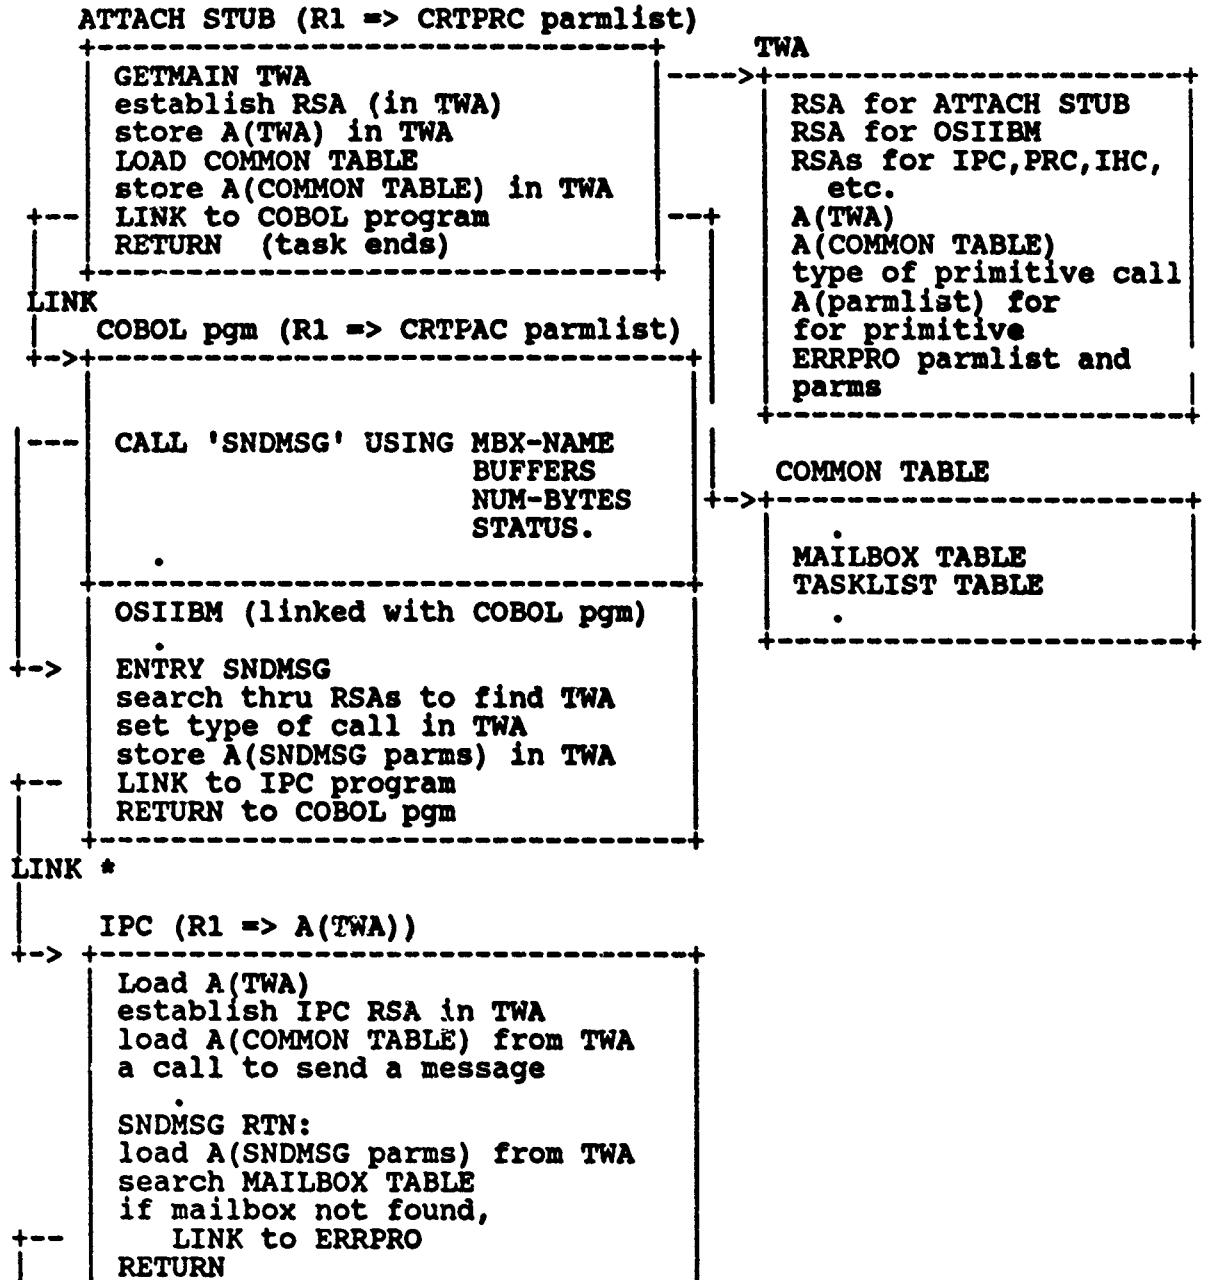 ATTACH STUB (R1 => CRTPRC parmlist)
GETMAIN TWA
establish RSA (in TWA)
store A(TWA) in TWA
LOAD COMMON TABLE
store A(COMMON TABLE) in TWA
LINK to COBOL program
RETURN (task ends)
TWA
RSA for ATTACH STUB
RSA for OSIIBM
RSAs for IPC,PRC,IHC,
etc.
A(TWA)
A(COMMON TABLE)
type of primitive call
A(parmlist) for
for primitive
ERRPRO parmlist and
parms
LINK
COBOL pgm (R1 => CRTPAC parmlist)
CALL 'SNDMSG' USING MBX-NAME
BUFFERS
NUM-BYTES
STATUS.
.
COMMON TABLE
.
MAILBOX TABLE
TASKLIST TABLE
.
OSIIBM (linked with COBOL pgm)
.
ENTRY SNDMSG
search thru RSAs to find TWA
set type of call in TWA
store A(SNDMSG parms) in TWA
LINK to IPC program
RETURN to COBOL pgm
LINK *
IPC (R1 => A(TWA))
Load A(TWA)
establish IPC RSA in TWA
load A(COMMON TABLE) from TWA
a call to send a message
.
SNDMSG RTN:
load A(SNDMSG parms) from TWA
search MAILBOX TABLE
if mailbox not found,
LINK to ERRPRO
RETURN